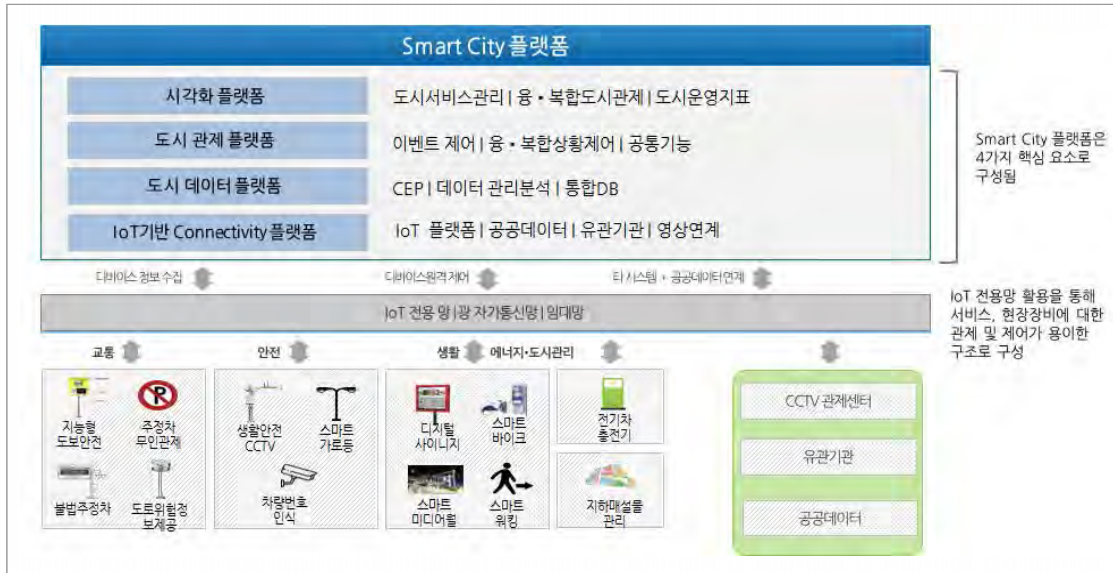 Smart City 플랫폼
시각화 플랫폼
도시서비스관리 | 융・복합도시관제 | 도시운영지표
도시 관제 플랫폼
이벤트 제어 | 융・복합상황제어 | 공통기능
도시 데이터 플랫폼
CEP | 데이터 관리분석 | 통합DB
IoT기반 Connectivity 플랫폼
IoT 플랫폼 | 공공데이터 | 유관기관 | 영상연계
Smart City 플랫폼은
4가지 핵심 요소로
구성됨
디바이스 정보 수집
디바이스원격 제어
타 시스템・공공데이터연계
IoT 전용 망 | 광 자가통신망 | 임대망
IoT 전용망 활용을 통해
서비스, 현장장비에 대한
관제 및 제어가 용이한
구조로 구성
교통
안전
생활
에너지・도시관리
지능형
도보안전
주정차
무인관제
불법주정차
도로위험정
보제공
생활안전
CCTV
스마트
가로등
차량번호
인식
디지털
사이니지
스마트
바이크
스마트
미디어월
스마트
워킹
전기차
충전기
지하매설물
관리
CCTV 관제센터
유관기관
공공데이터